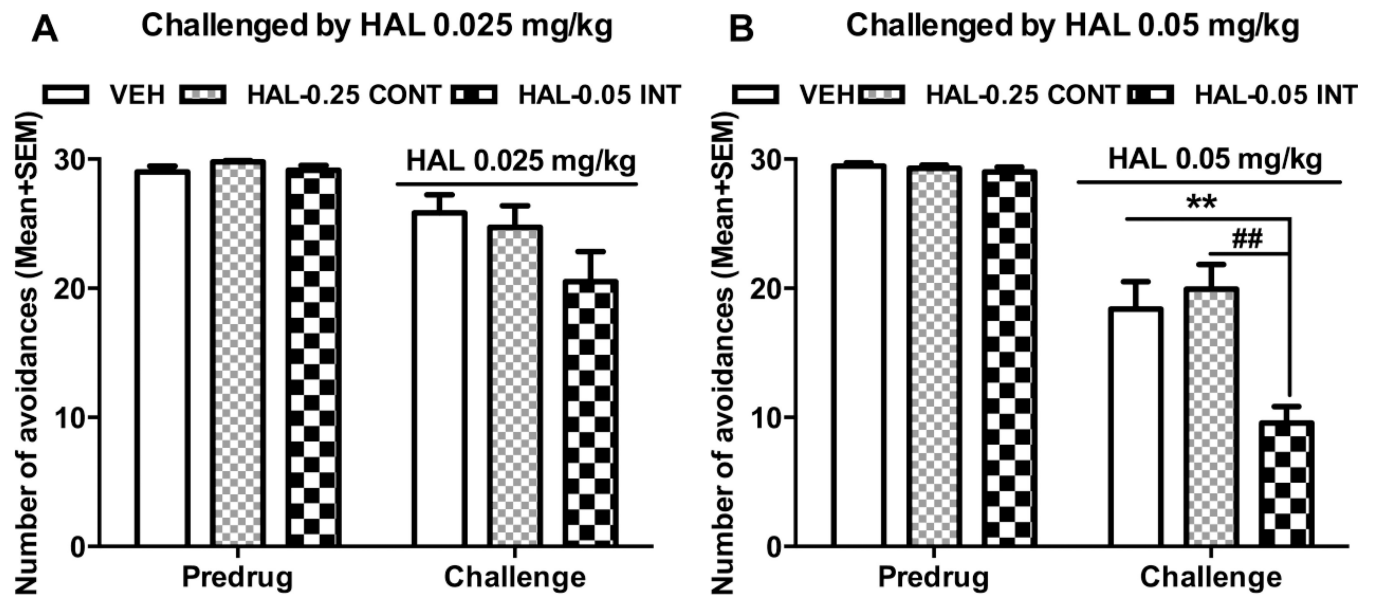 A Challenged by HAL 0.025 mg/kg
VEH HAL-0.25 CONT HAL-0.05 INT
Number of avoidances (Mean+SEM)
30
20
10
0
HAL 0.025 mg/kg
Predrug Challenge
B Challenged by HAL 0.05 mg/kg
VEH HAL-0.25 CONT HAL-0.05 INT
Number of avoidances (Mean+SEM)
30
20
10
0
HAL 0.05 mg/kg
**
##
Predrug Challenge